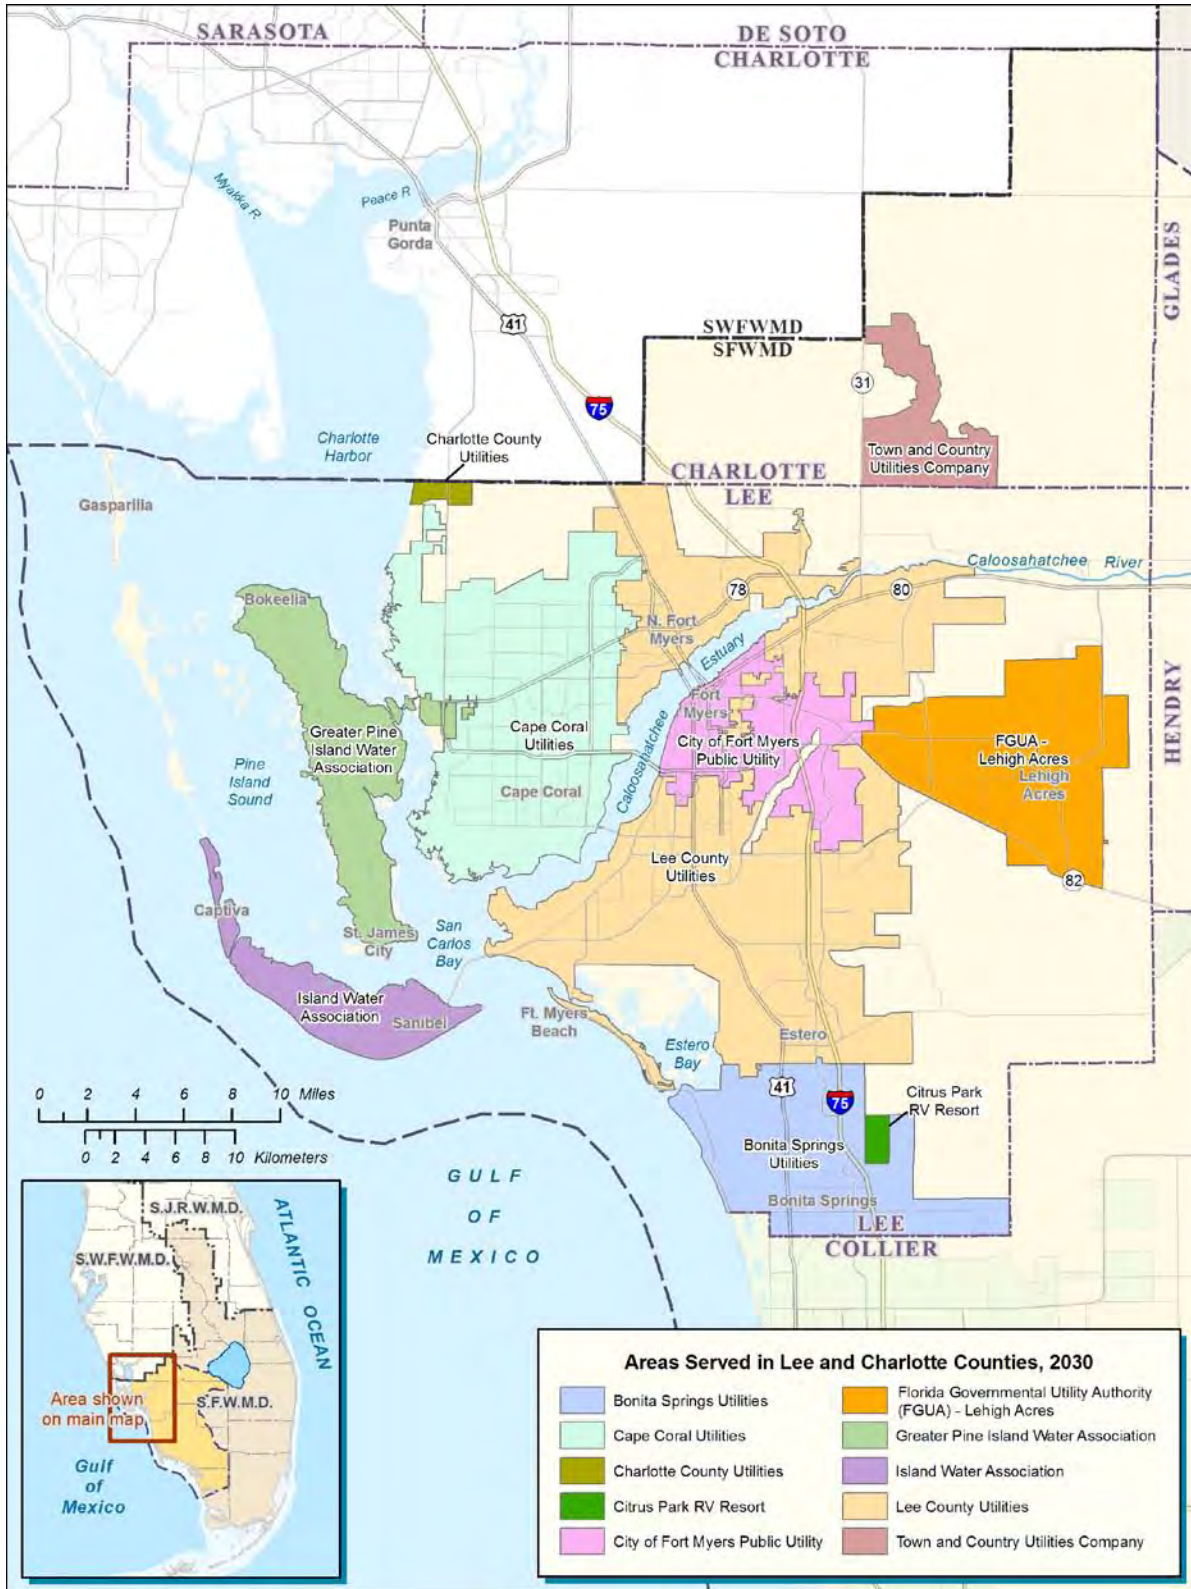 SARASOTA
DE SOTO
CHARLOTTE
Myakka R.
Peace R
Punta
Gorda
GLADES
41
SWFWMD
SFWMD
31
75
Charlotte
Harbor
Charlotte County
Utilities
Town and Country
Utilities Company
CHARLOTTE
LEE
Gasparilla
Caloosahatchee River
Bokeelia
78
80
N. Fort
Myers
Estuary
HENDRY
Fort
Myers
Greater Pine
Island Water
Association
Cape Coral
Utilities
Caloosahatchee
City of Fort Myers
Public Utility
FGUA -
Lehigh Acres
Lehigh
Acres
Pine
Island
Sound
Cape Coral
Lee County
Utilities
82
Captiva
St. James
City
San
Carlos
Bay
Island Water
Association
Sanibel
Ft. Myers
Beach
Estero
Estero
Bay
41
75
Citrus Park
RV Resort
0 2 4 6 8 10 Miles
0 2 4 6 8 10 Kilometers
Bonita Springs
Utilities
Bonita Springs
LEE
COLLIER
GULF
OF
MEXICO
S.J.R.W.M.D.
S.W.F.W.M.D.
ATLANTIC OCEAN
Area shown
on main map
S.F.W.M.D.
Gulf
of
Mexico
Areas Served in Lee and Charlotte Counties, 2030
Bonita Springs Utilities
Cape Coral Utilities
Charlotte County Utilities
Citrus Park RV Resort
City of Fort Myers Public Utility
Florida Governmental Utility Authority
(FGUA) - Lehigh Acres
Greater Pine Island Water Association
Island Water Association
Lee County Utilities
Town and Country Utilities Company